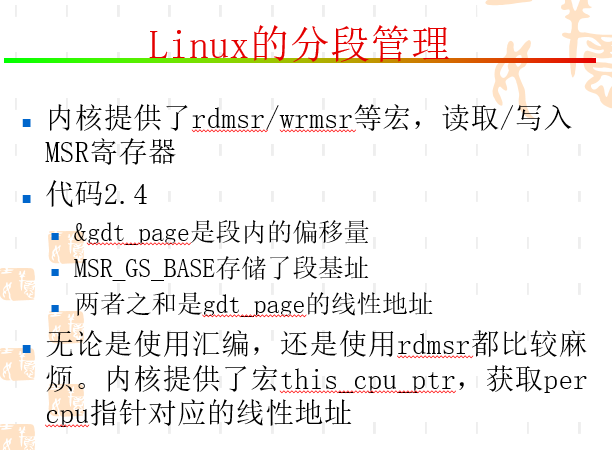 Linux的分段管理
内核提供了rdmsr/wrmsr等宏，读取/写入
MSR寄存器
代码2.4
&gdt_page是段内的偏移量
MSR_GS_BASE存储了段基址
两者之和是gdt_page的线性地址
无论是使用汇编，还是使用rdmsr都比较麻
烦。内核提供了宏this_cpu_ptr，获取per
cpu指针对应的线性地址